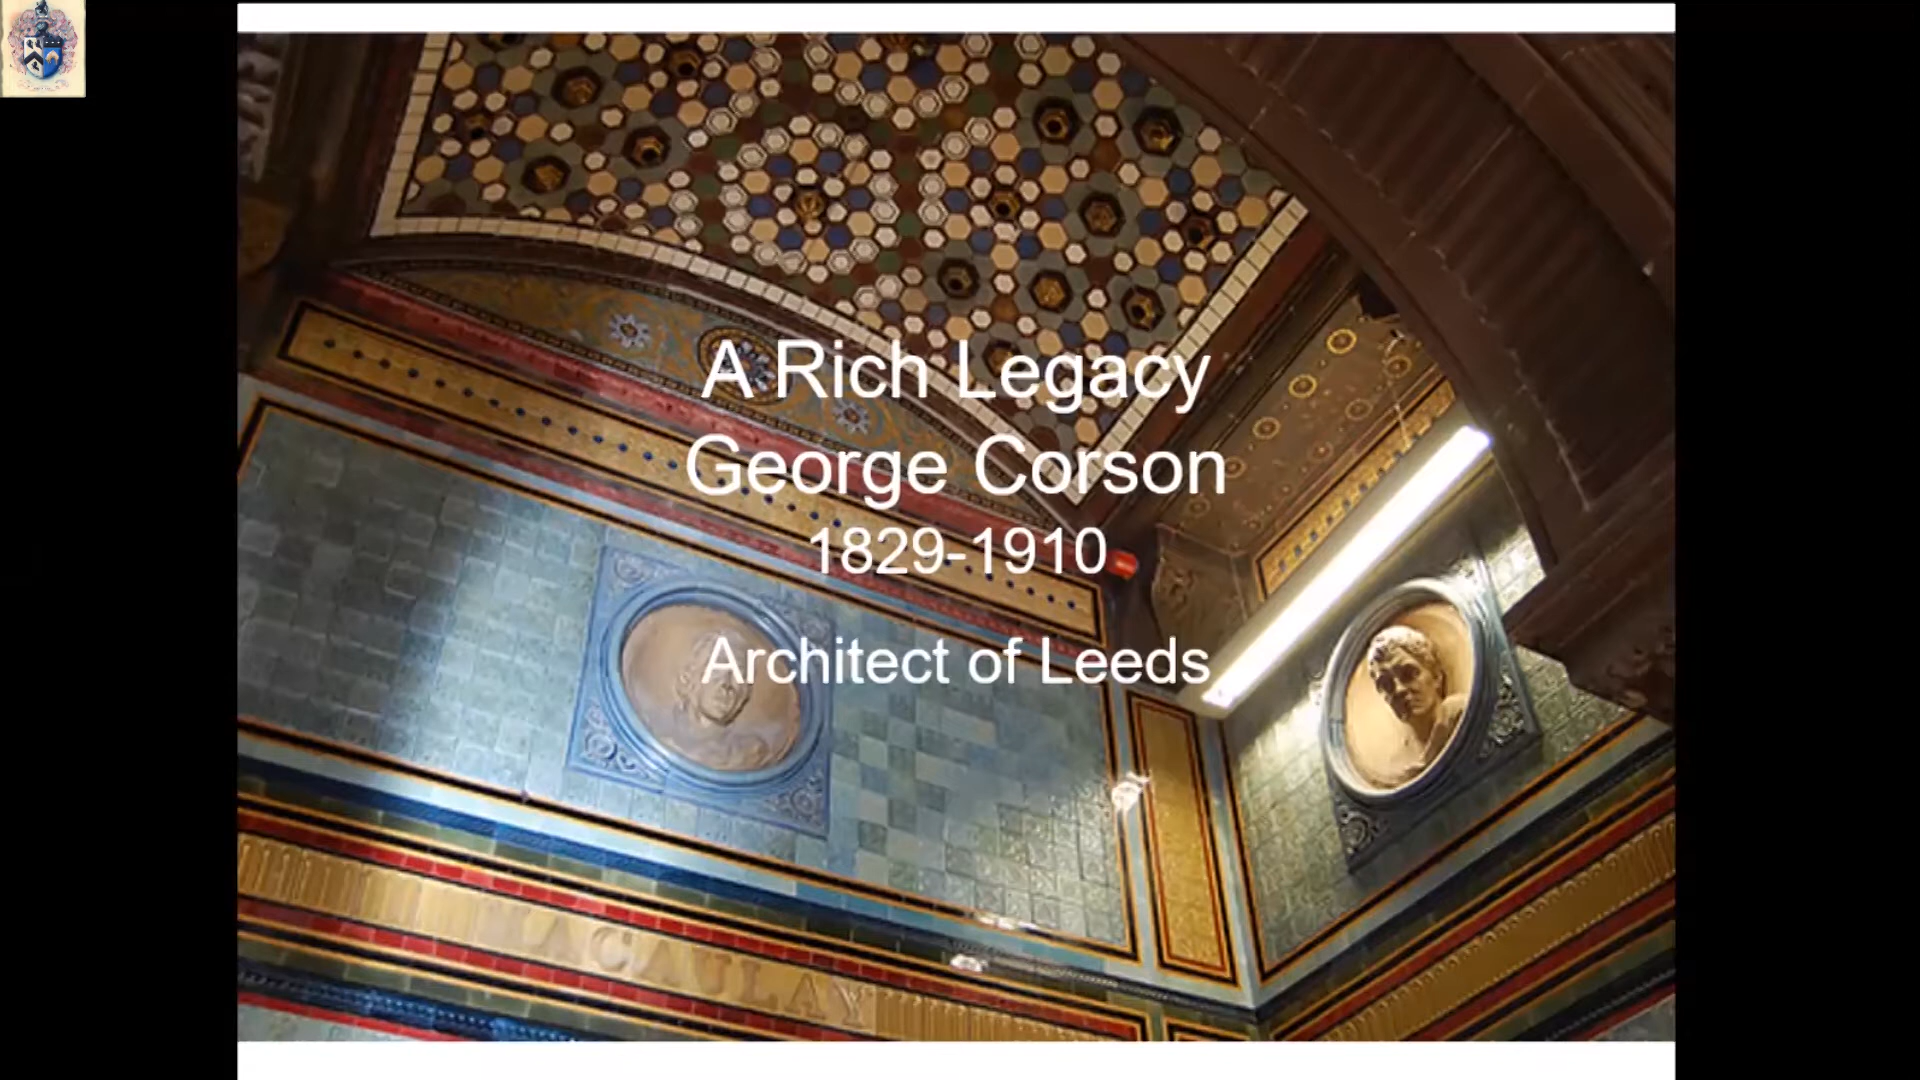 A Rich Legacy
George Corson
1829-1910
Architect of Leeds
MACAULAY